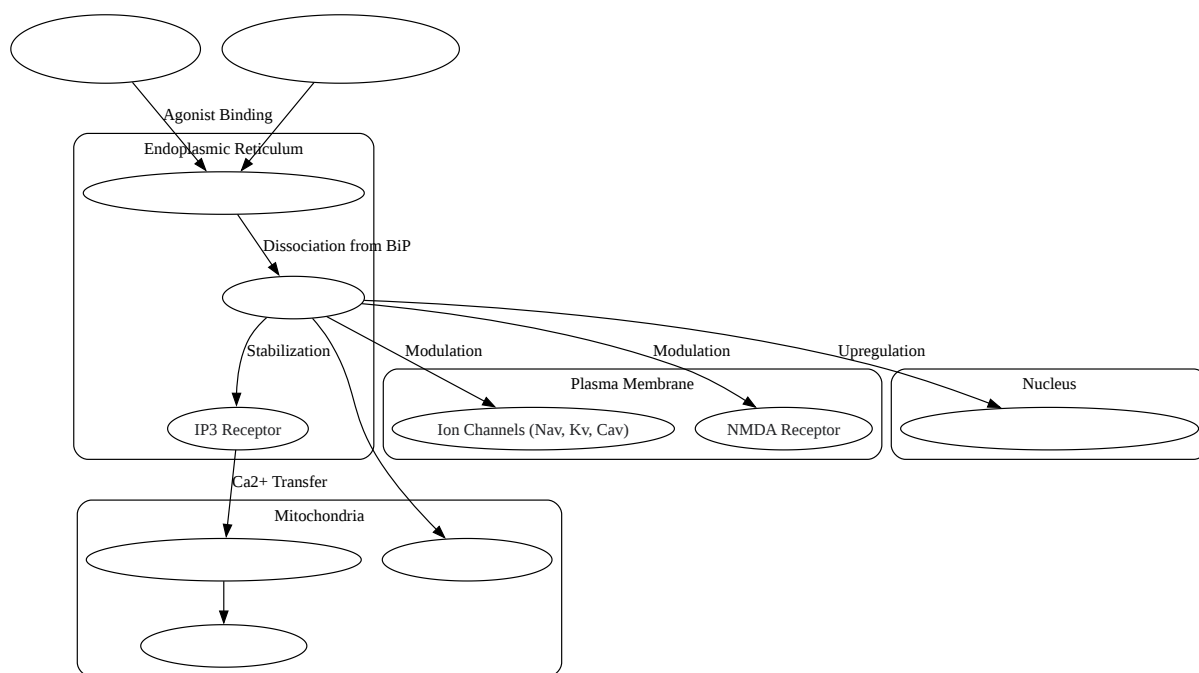 Agonist Binding
Endoplasmic Reticulum
Dissociation from BiP
Stabilization
Modulation
Modulation
Upregulation
Plasma Membrane
Nucleus
IP3 Receptor
Ion Channels (Nav, Kv, Cav)
NMDA Receptor
Ca2+ Transfer
Mitochondria